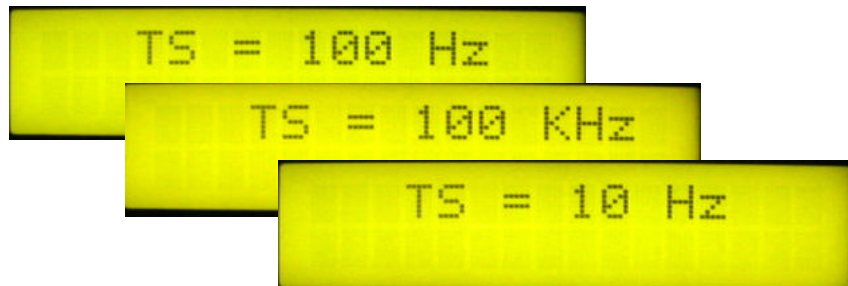 TS = 100 Hz
TS = 100 KHz
TS = 10 Hz